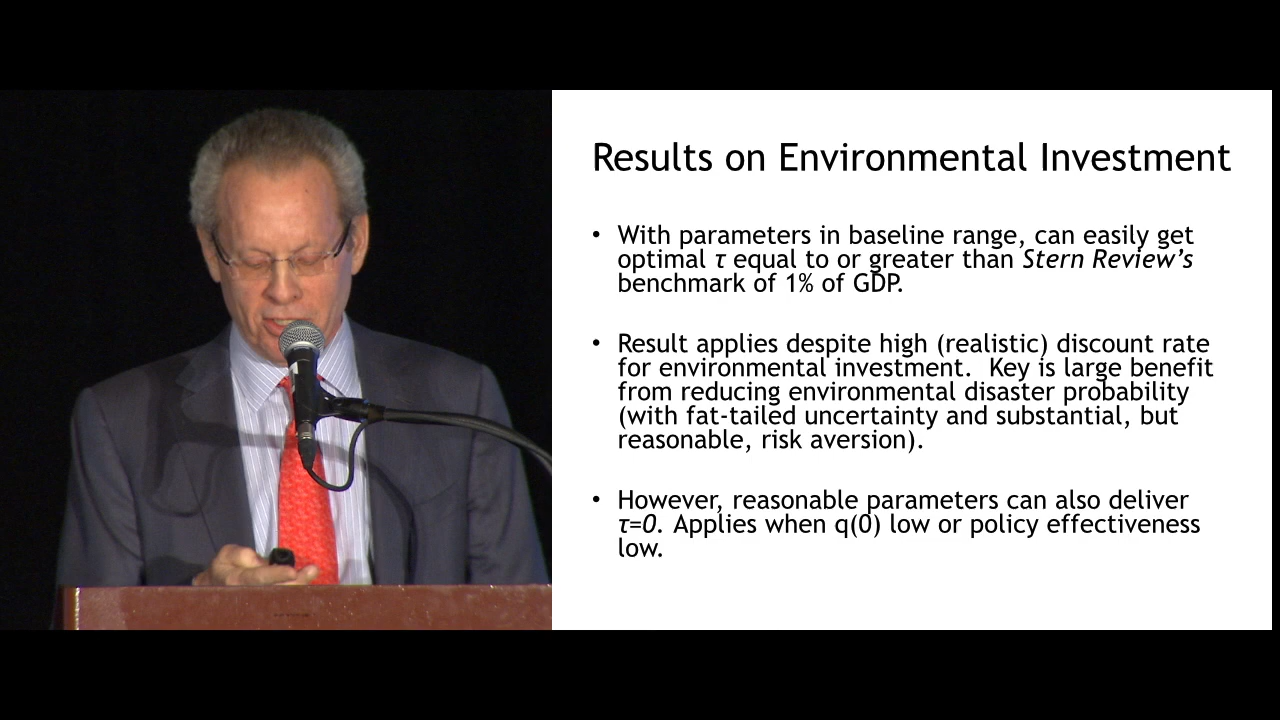 Results on Environmental Investment
• With parameters in baseline range, can easily get
optimal τ equal to or greater than Stern Review’s
benchmark of 1% of GDP.
• Result applies despite high (realistic) discount rate
for environmental investment.  Key is large benefit
from reducing environmental disaster probability
(with fat-tailed uncertainty and substantial, but
reasonable, risk aversion).
• However, reasonable parameters can also deliver
τ=0. Applies when q(0) low or policy effectiveness
low.